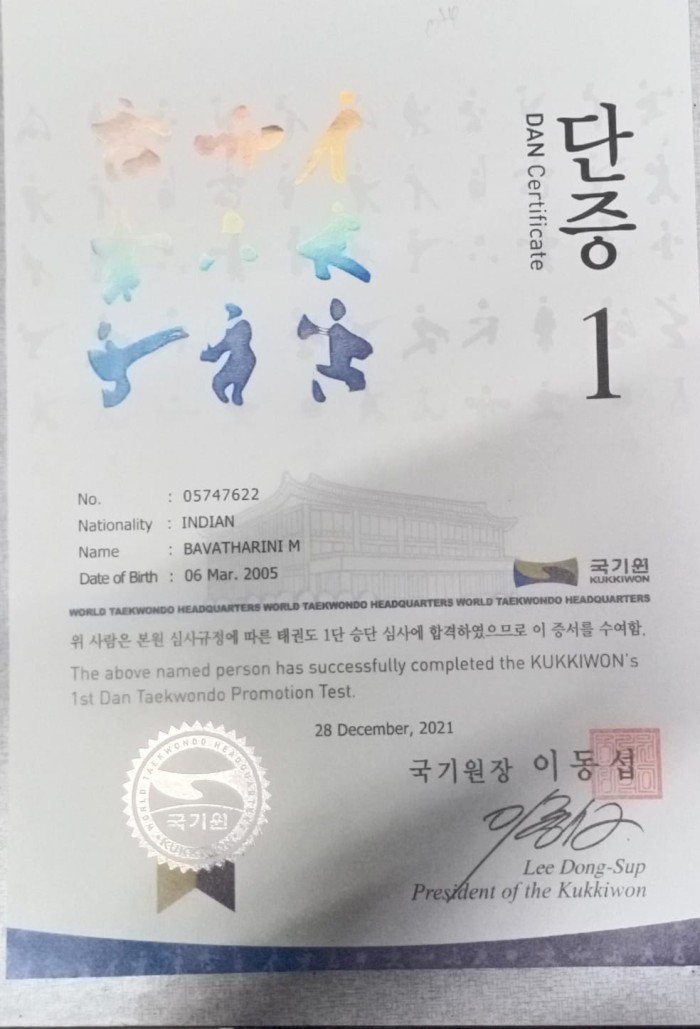 단증
DAN Certificate
1
No. : 05747622
Nationality : INDIAN
Name : BAVATHARINI M
Date of Birth : 06 Mar. 2005
국기원
KUKKIWON
WORLD TAEKWONDO HEADQUARTERS WORLD TAEKWONDO HEADQUARTERS WORLD TAEKWONDO HEADQUARTERS
위 사람은 본원 심사규정에 따른 태권도 1단 승단 심사에 합격하였으므로 이 증서를 수여함.
The above named person has successfully completed the KUKKIWON's
1st Dan Taekwondo Promotion Test.
28 December, 2021
국기원장 이동섭
WORLD TAEKWONDO HEADQUARTERS
국기원
KUKKIWON
Lee Dong-Sup
President of the Kukkiwon